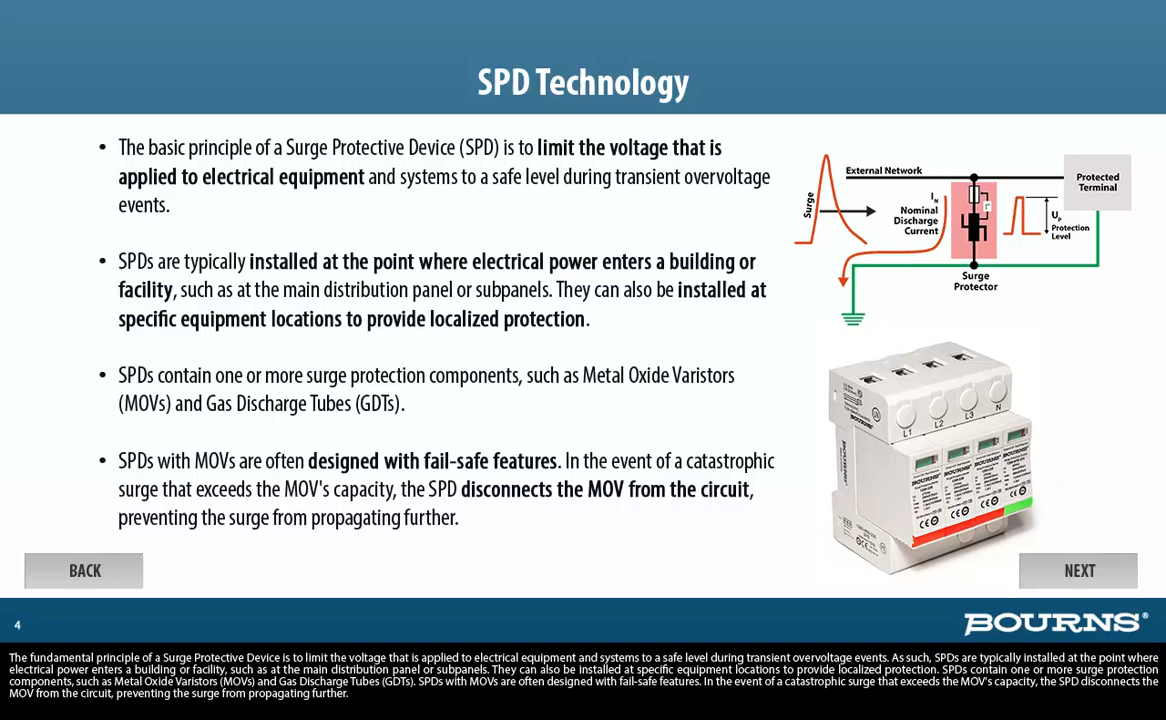 SPD Technology
• The basic principle of a Surge Protective Device (SPD) is to limit the voltage that is
applied to electrical equipment and systems to a safe level during transient overvoltage
events.
• SPDs are typically installed at the point where electrical power enters a building or
facility, such as at the main distribution panel or subpanels. They can also be installed at
specific equipment locations to provide localized protection.
• SPDs contain one or more surge protection components, such as Metal Oxide Varistors
(MOVs) and Gas Discharge Tubes (GDTs).
• SPDs with MOVs are often designed with fail-safe features. In the event of a catastrophic
surge that exceeds the MOV's capacity, the SPD disconnects the MOV from the circuit,
preventing the surge from propagating further.
External Network
Protected
Terminal
Surge
IN
Nominal
Discharge
Current
UP
Protection
Level
Surge
Protector
L1
L2
L3
N
BOURNS
BOURNS
BOURNS
BOURNS
BOURNS
BACK
NEXT
4
BOURNS®
The fundamental principle of a Surge Protective Device is to limit the voltage that is applied to electrical equipment and systems to a safe level during transient overvoltage events. As such, SPDs are typically installed at the point where
electrical power enters a building or facility, such as at the main distribution panel or subpanels. They can also be installed at specific equipment locations to provide localized protection. SPDs contain one or more surge protection
components, such as Metal Oxide Varistors (MOVs) and Gas Discharge Tubes (GDTs). SPDs with MOVs are often designed with fail-safe features. In the event of a catastrophic surge that exceeds the MOV's capacity, the SPD disconnects the
MOV from the circuit, preventing the surge from propagating further.